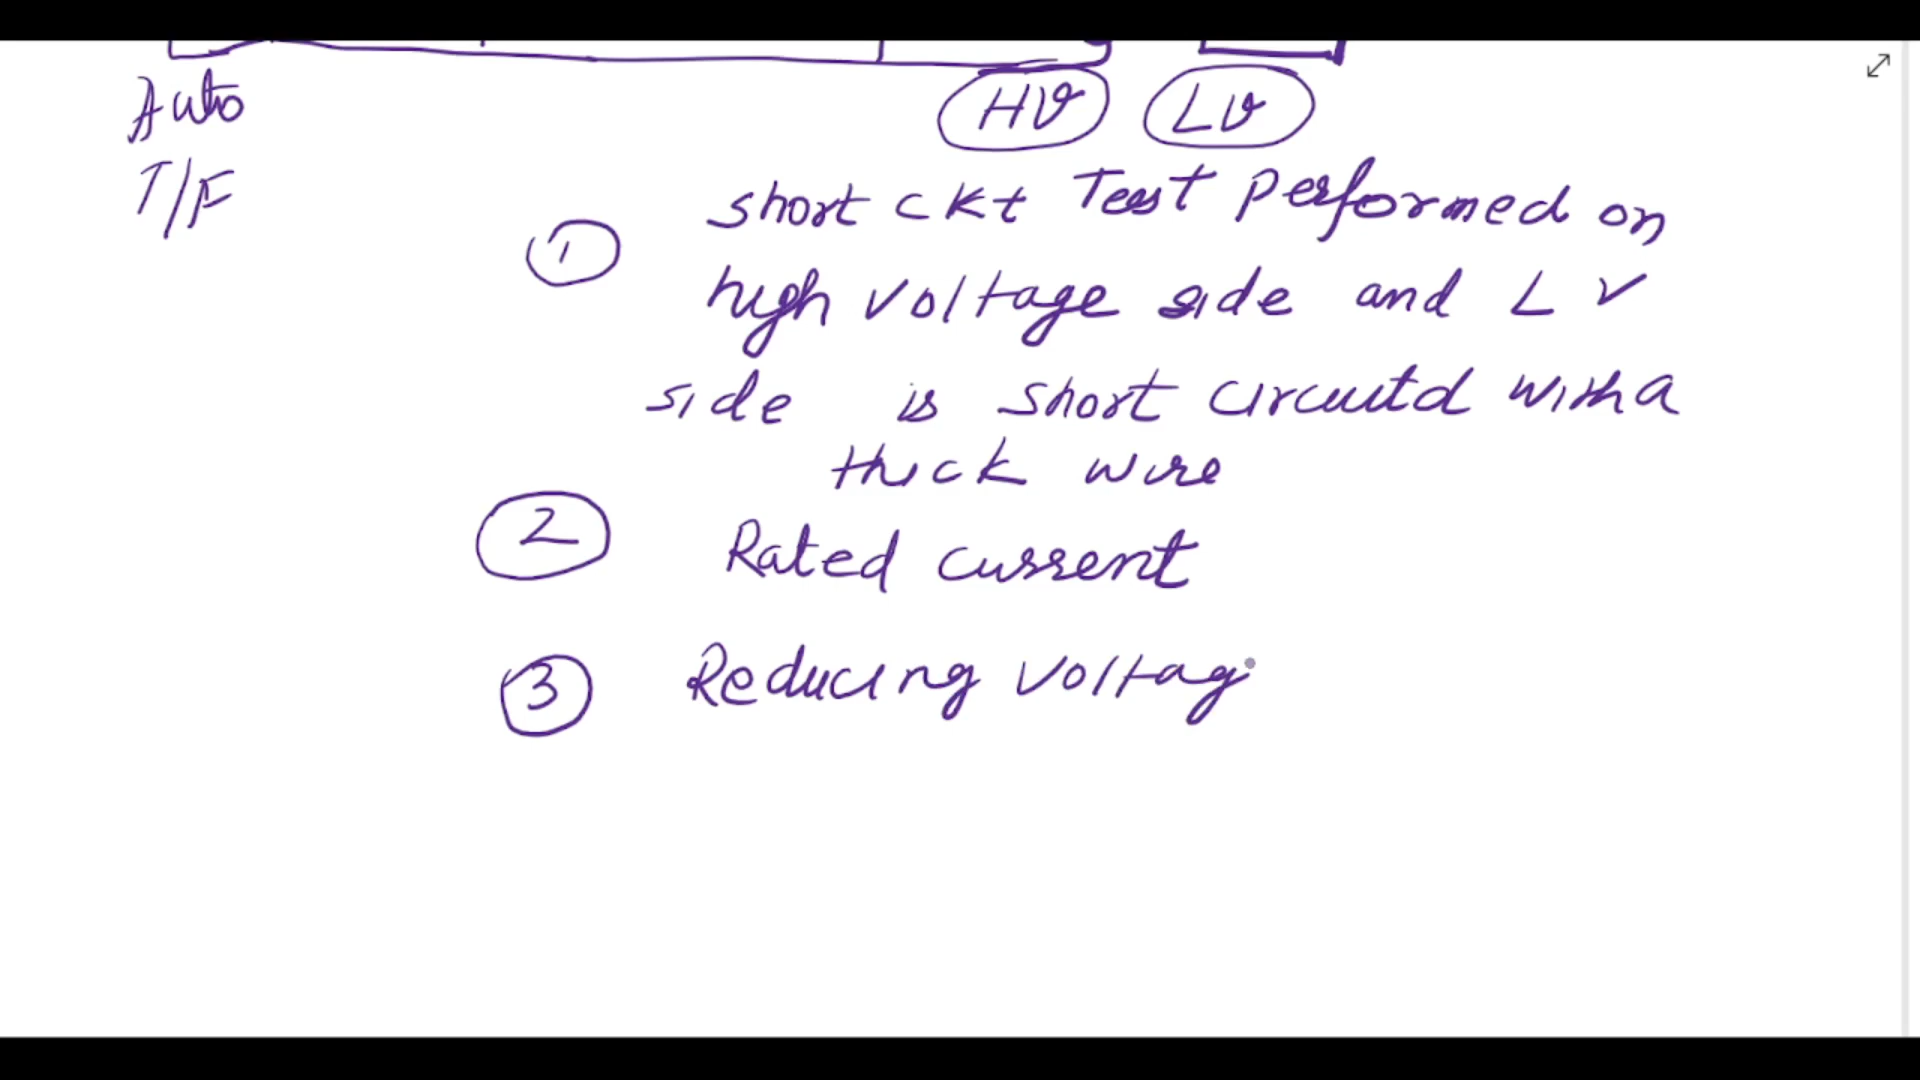 HV LV
Auto
T/F
① short ckt Test performed on
high voltage side and LV
side is short circuitd with a
thick wire
② Rated current
③ Reducing voltag